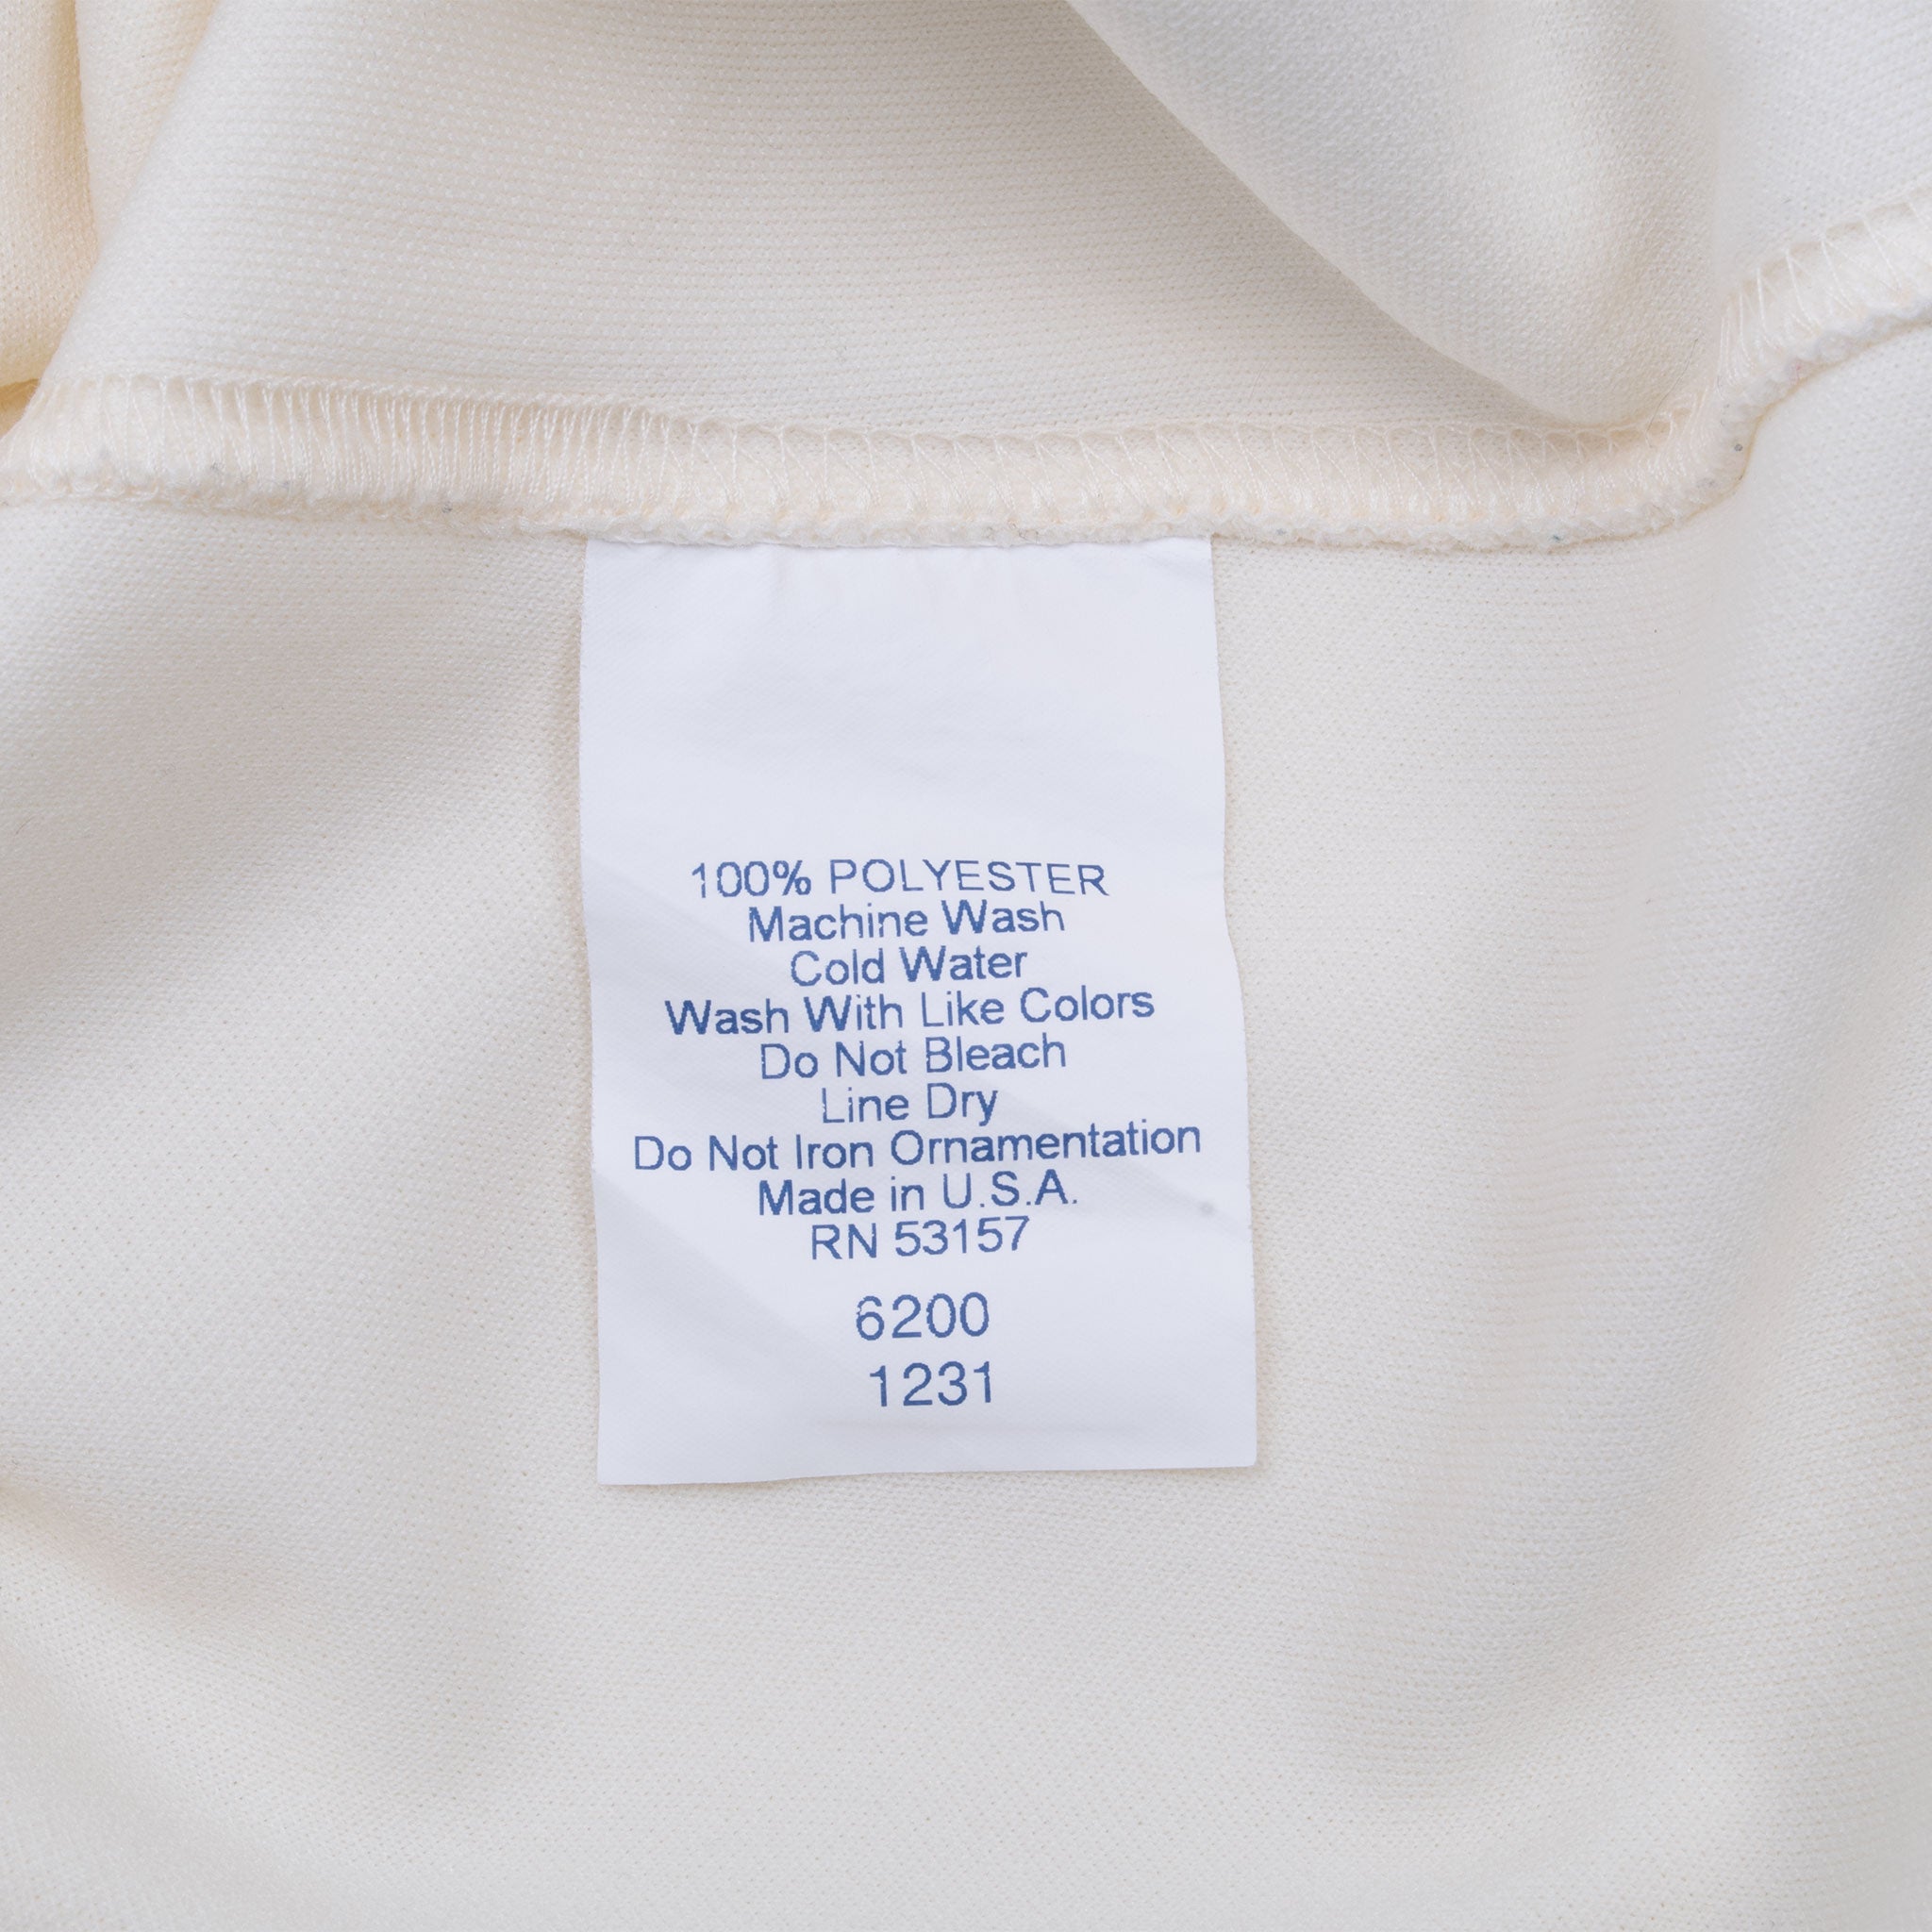 100% POLYESTER
Machine Wash
Cold Water
Wash With Like Colors
Do Not Bleach
Line Dry
Do Not Iron Ornamentation
Made in U.S.A.
RN 53157
6200
1231